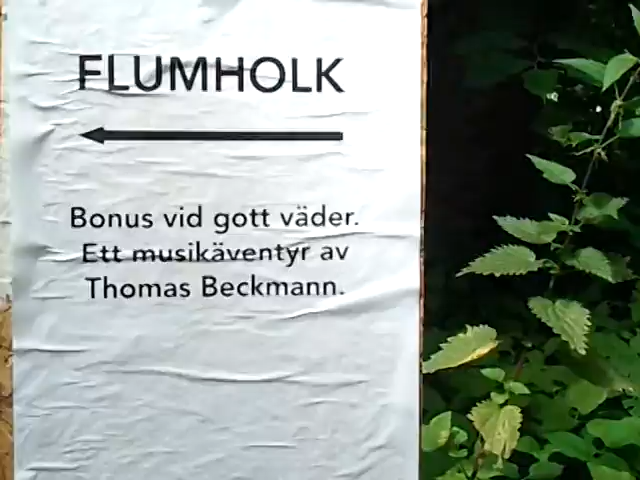 FLUMHOLK
Bonus vid gott väder.
Ett musikäventyr av
Thomas Beckmann.